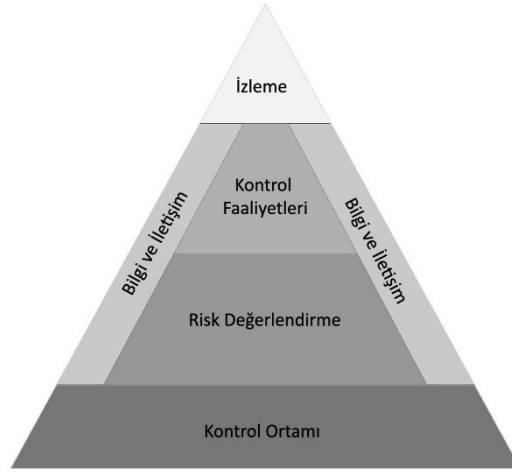 İzleme
Kontrol
Faaliyetleri
Bilgi ve İletişim
Bilgi ve İletişim
Risk Değerlendirme
Kontrol Ortamı